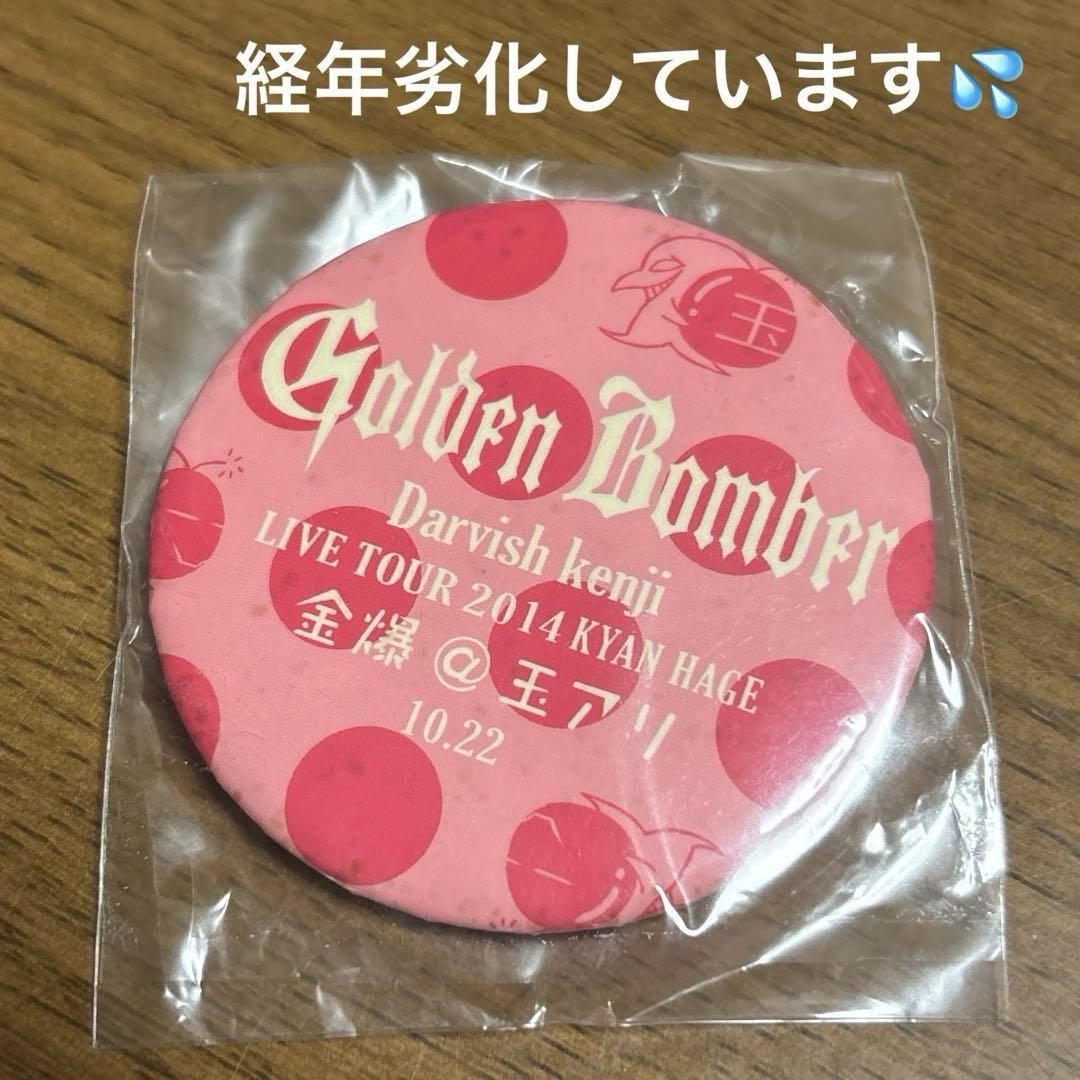 経年劣化しています💦
玉
Golden Bomber
Darvish kenji
LIVE TOUR 2014 KYAN HAGE
金爆@玉アリ
10.22